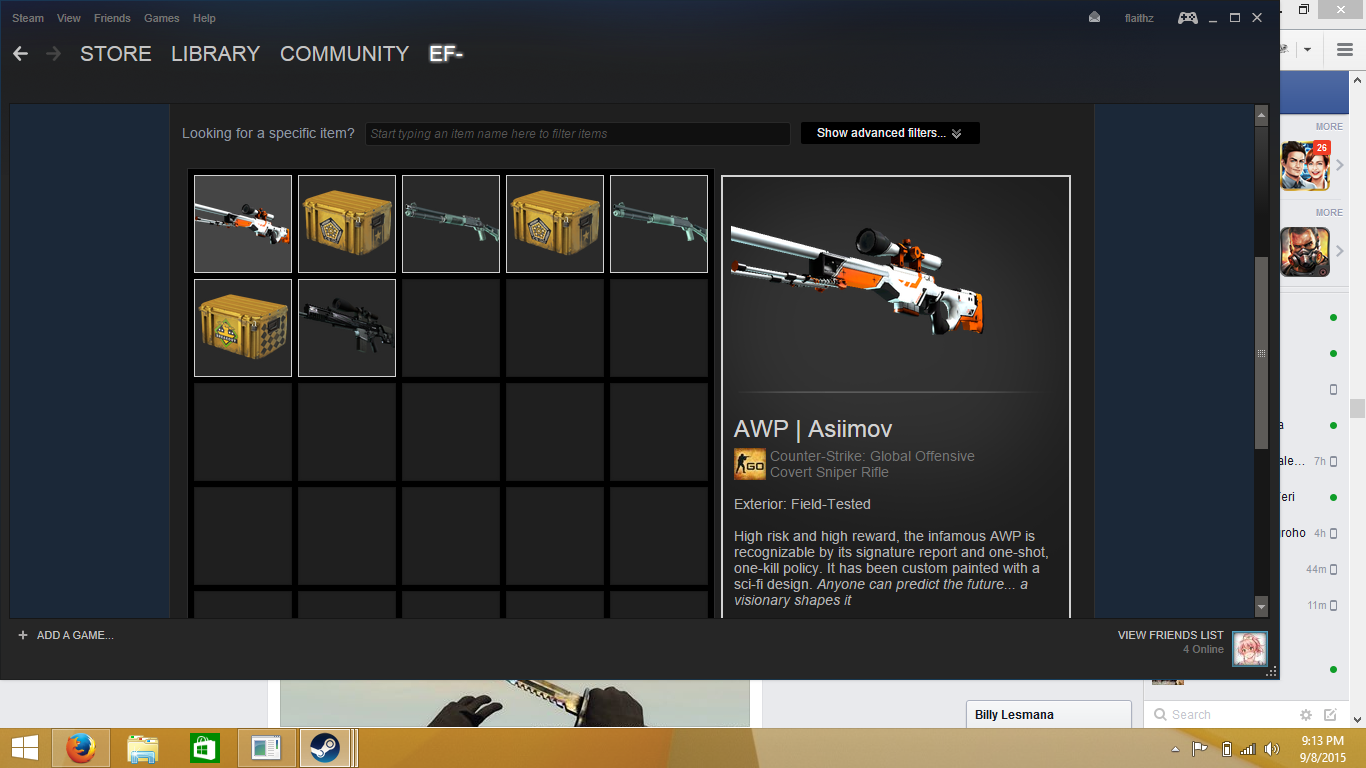 Steam View Friends Games Help
flaithz
STORE LIBRARY COMMUNITY EF-
Looking for a specific item?
Start typing an item name here to filter items
Show advanced filters...
AWP | Asiimov
GO
Counter-Strike: Global Offensive
Covert Sniper Rifle
Exterior: Field-Tested
High risk and high reward, the infamous AWP is
recognizable by its signature report and one-shot,
one-kill policy. It has been custom painted with a
sci-fi design. Anyone can predict the future... a
visionary shapes it
+ ADD A GAME...
VIEW FRIENDS LIST
4 Online
MORE
26
MORE
a
ale... 7h
eri
roho 4h
44m
11m
Billy Lesmana
Search
9:13 PM
9/8/2015